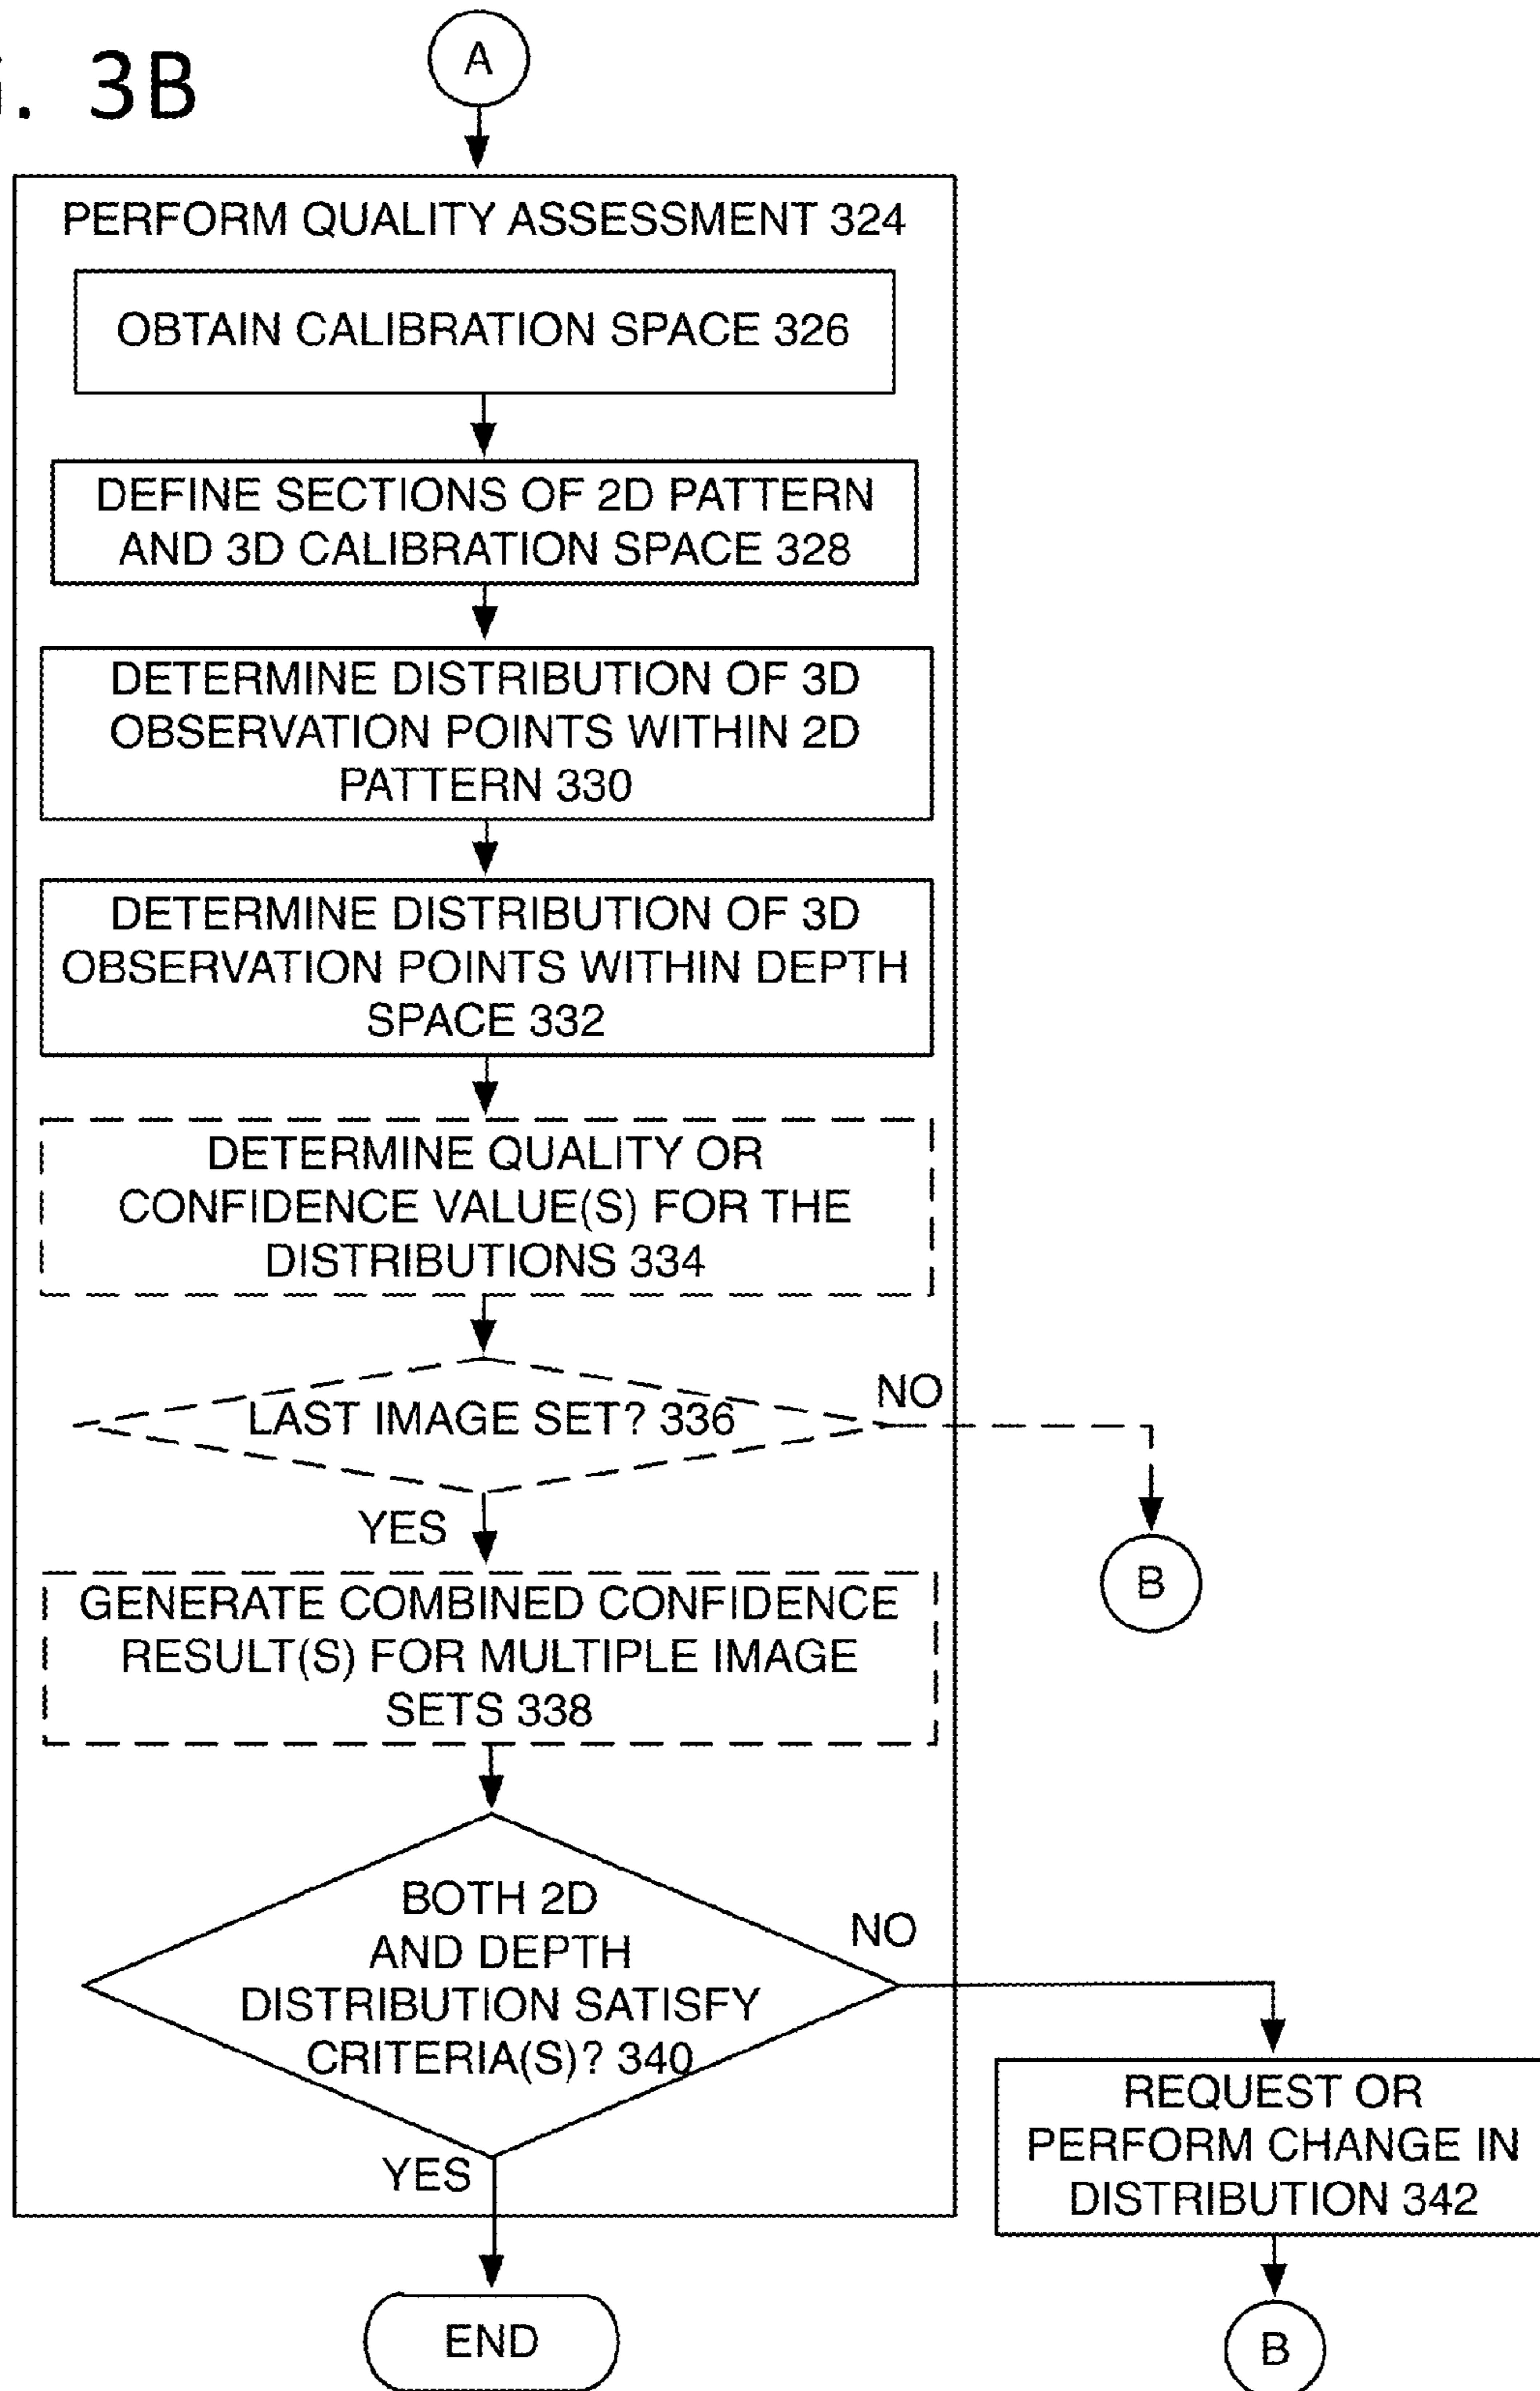 . 3B
A
PERFORM QUALITY ASSESSMENT 324
OBTAIN CALIBRATION SPACE 326
DEFINE SECTIONS OF 2D PATTERN
AND 3D CALIBRATION SPACE 328
DETERMINE DISTRIBUTION OF 3D
OBSERVATION POINTS WITHIN 2D
PATTERN 330
DETERMINE DISTRIBUTION OF 3D
OBSERVATION POINTS WITHIN DEPTH
SPACE 332
DETERMINE QUALITY OR
CONFIDENCE VALUE(S) FOR THE
DISTRIBUTIONS 334
NO
LAST IMAGE SET? 336
YES
B
GENERATE COMBINED CONFIDENCE
RESULT(S) FOR MULTIPLE IMAGE
SETS 338
BOTH 2D
AND DEPTH
DISTRIBUTION SATISFY
CRITERIA(S)? 340
NO
YES
REQUEST OR
PERFORM CHANGE IN
DISTRIBUTION 342
END
B